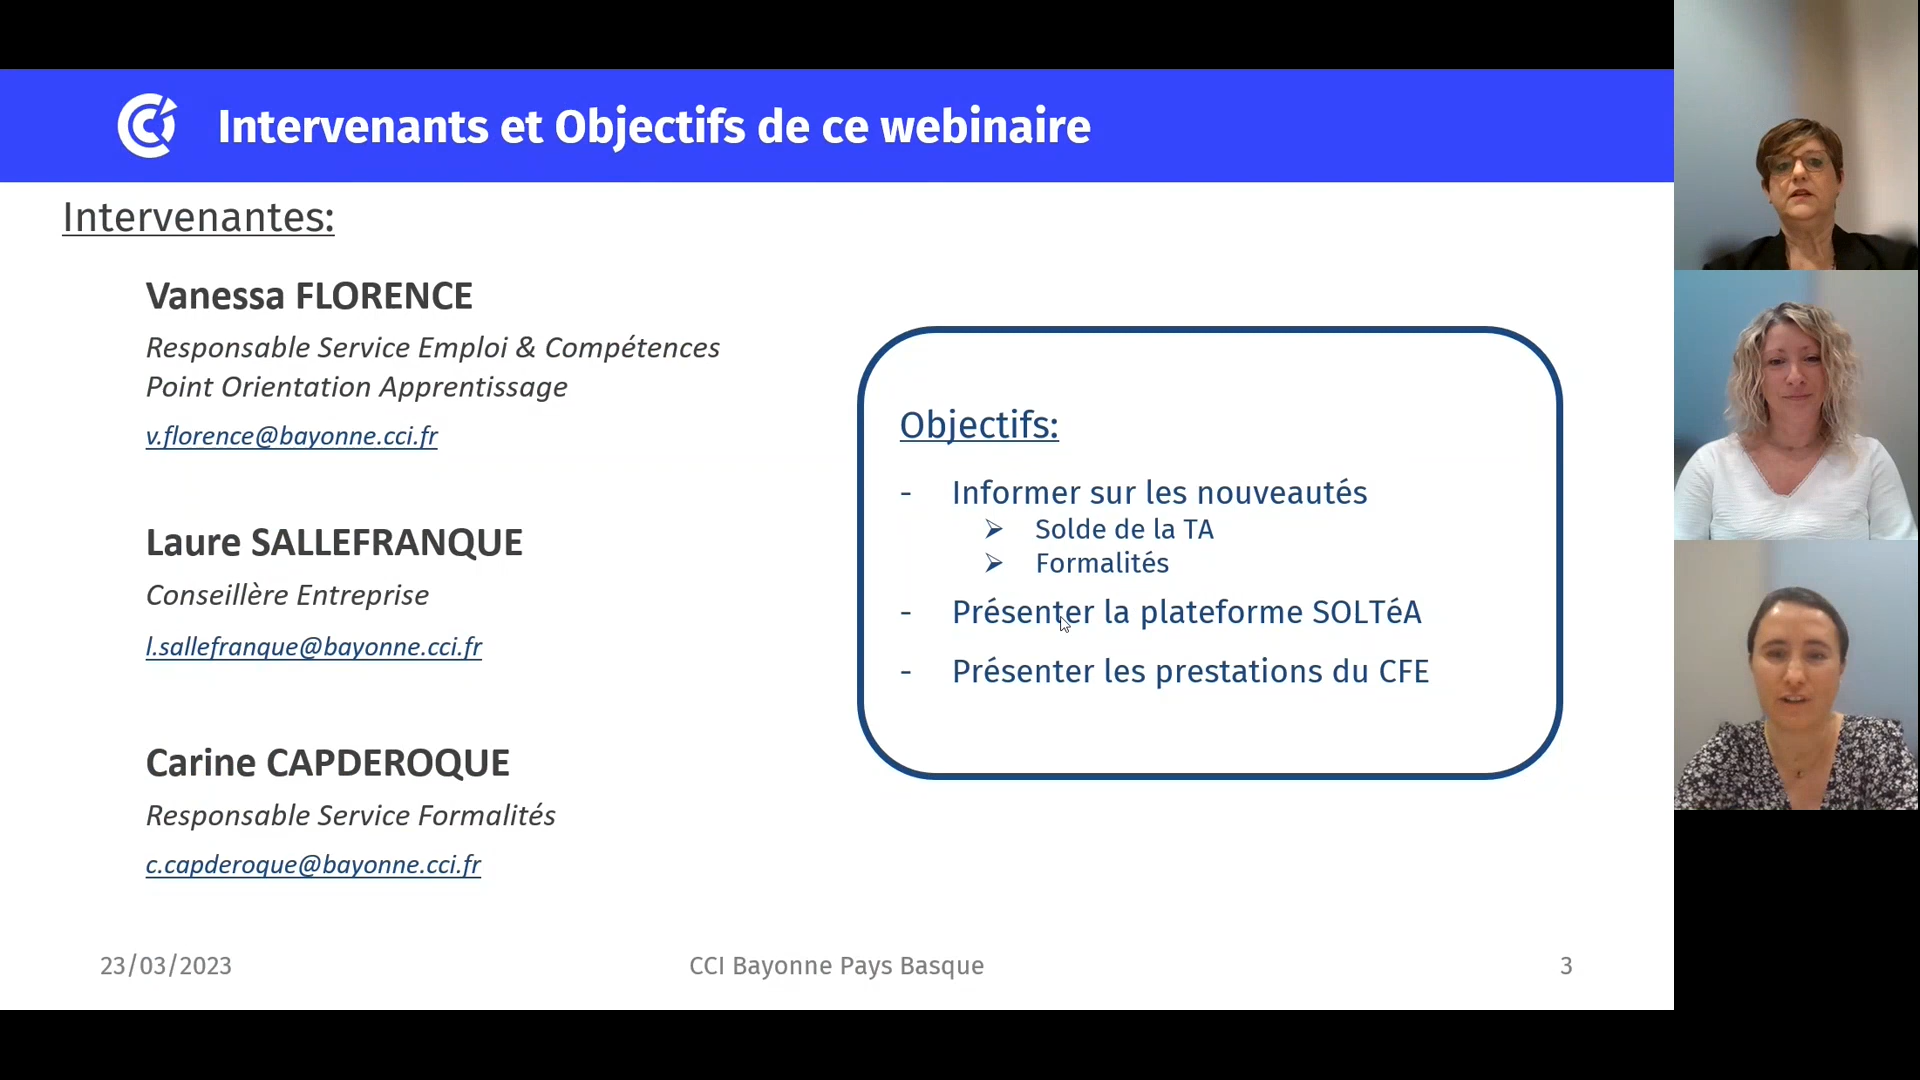 Intervenants et Objectifs de ce webinaire
Intervenantes:
Vanessa FLORENCE
Responsable Service Emploi & Compétences
Point Orientation Apprentissage
v.florence@bayonne.cci.fr
Laure SALLEFRANQUE
Conseillère Entreprise
l.sallefranque@bayonne.cci.fr
Carine CAPDEROQUE
Responsable Service Formalités
c.capderoque@bayonne.cci.fr
Objectifs:
- Informer sur les nouveautés
➢ Solde de la TA
➢ Formalités
- Présenter la plateforme SOLTéA
- Présenter les prestations du CFE
23/03/2023
CCI Bayonne Pays Basque
3